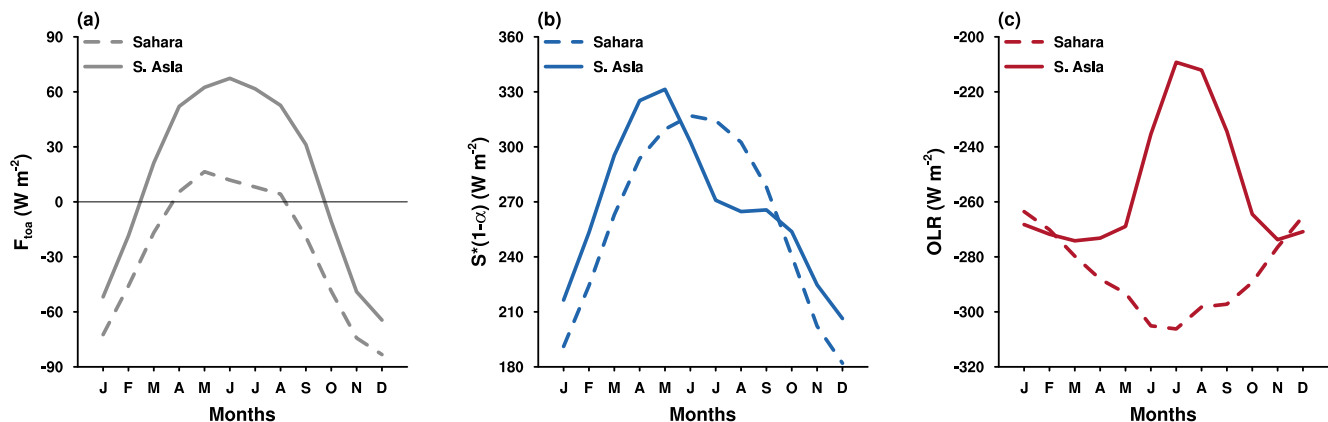 (a)
Sahara
S. Asia
90
60
30
0
-30
-60
-90
F_toa (W m⁻²)
J F M A M J J A S O N D
Months
(b)
Sahara
S. Asia
360
330
300
270
240
210
180
S*(1-α) (W m⁻²)
J F M A M J J A S O N D
Months
(c)
Sahara
S. Asia
-200
-220
-240
-260
-280
-300
-320
OLR (W m⁻²)
J F M A M J J A S O N D
Months